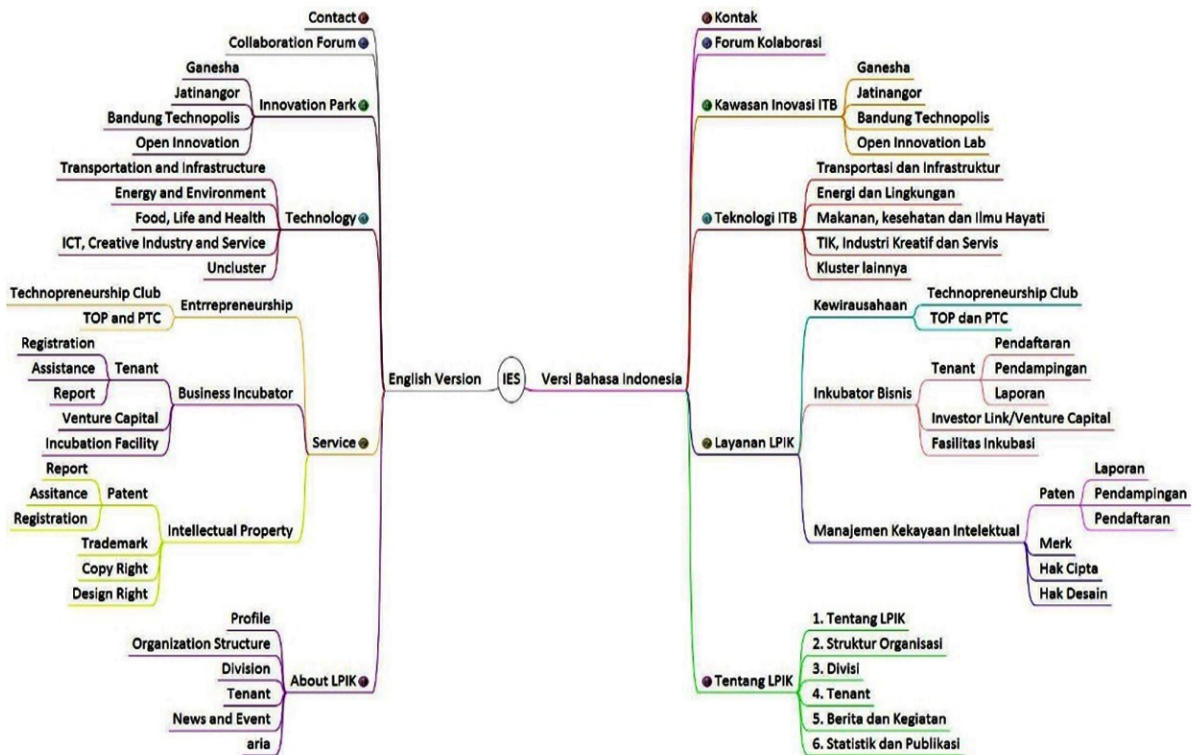 Contact
Collaboration Forum
Ganesha
Jatinangor
Bandung Technopolis
Open Innovation
Innovation Park
Transportation and Infrastructure
Energy and Environment
Food, Life and Health
ICT, Creative Industry and Service
Uncluster
Technology
Technopreneurship Club
TOP and PTC
Entrrepreneurship
Registration
Assistance
Report
Tenant
Venture Capital
Incubation Facility
Business Incubator
Service
Report
Assitance
Registration
Patent
Trademark
Copy Right
Design Right
Intellectual Property
Profile
Organization Structure
Division
Tenant
News and Event
aria
About LPIK
English Version
IES
Versi Bahasa Indonesia
Kontak
Forum Kolaborasi
Kawasan Inovasi ITB
Ganesha
Jatinangor
Bandung Technopolis
Open Innovation Lab
Teknologi ITB
Transportasi dan Infrastruktur
Energi dan Lingkungan
Makanan, kesehatan dan Ilmu Hayati
TIK, Industri Kreatif dan Servis
Kluster lainnya
Layanan LPIK
Kewirausahaan
Technopreneurship Club
TOP dan PTC
Inkubator Bisnis
Tenant
Pendaftaran
Pendampingan
Laporan
Investor Link/Venture Capital
Fasilitas Inkubasi
Manajemen Kekayaan Intelektual
Paten
Laporan
Pendampingan
Pendaftaran
Merk
Hak Cipta
Hak Desain
Tentang LPIK
1. Tentang LPIK
2. Struktur Organisasi
3. Divisi
4. Tenant
5. Berita dan Kegiatan
6. Statistik dan Publikasi